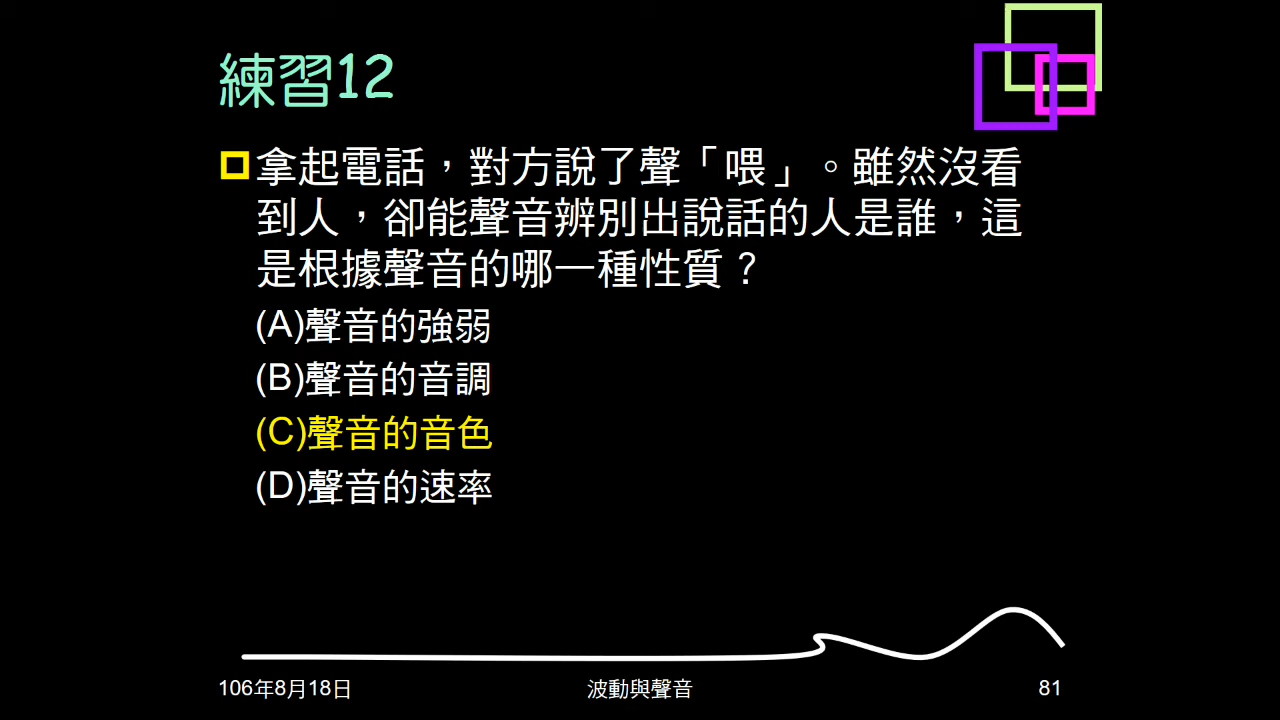 練習12
拿起電話，對方說了聲「喂」。雖然沒看
到人，卻能聲音辨別出說話的人是誰，這
是根據聲音的哪一種性質？
(A)聲音的強弱
(B)聲音的音調
(C)聲音的音色
(D)聲音的速率
106年8月18日
波動與聲音
81